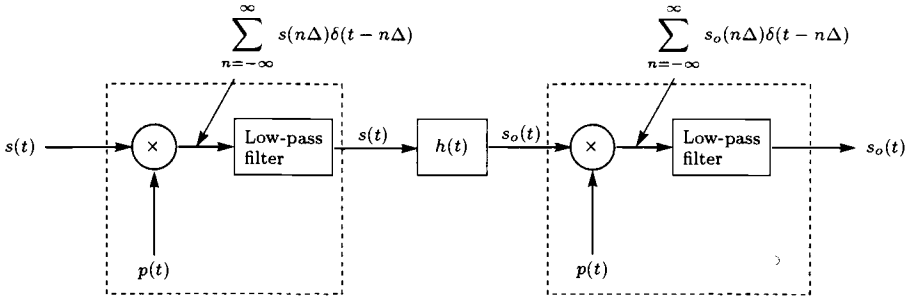 ∞ ∞
∑ s(nΔ)δ(t − nΔ) ∑ s_o(nΔ)δ(t − nΔ)
n=−∞ n=−∞
s(t) × Low-pass filter s(t) h(t) s_o(t) × Low-pass filter s_o(t)
p(t) p(t)